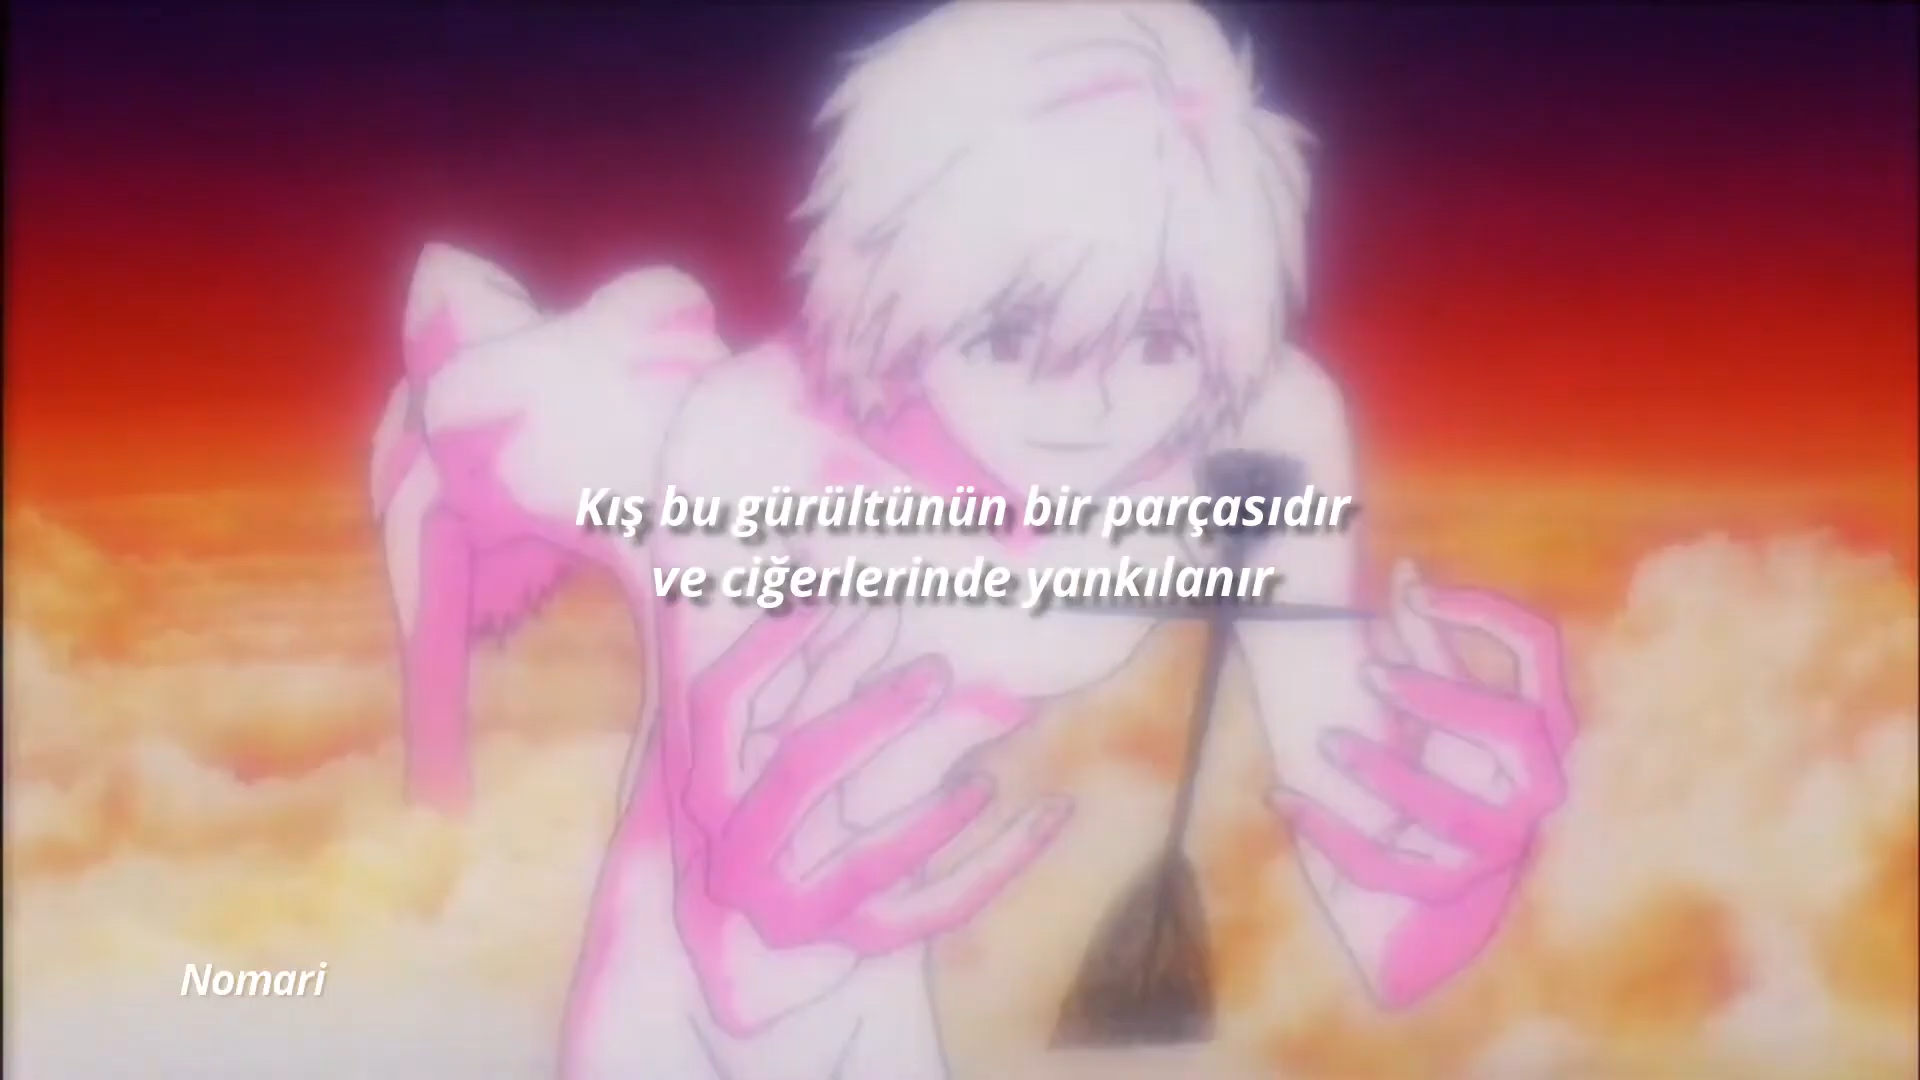 Kış bu gürültünün bir parçasıdır
ve ciğerlerinde yankılanır
Nomari